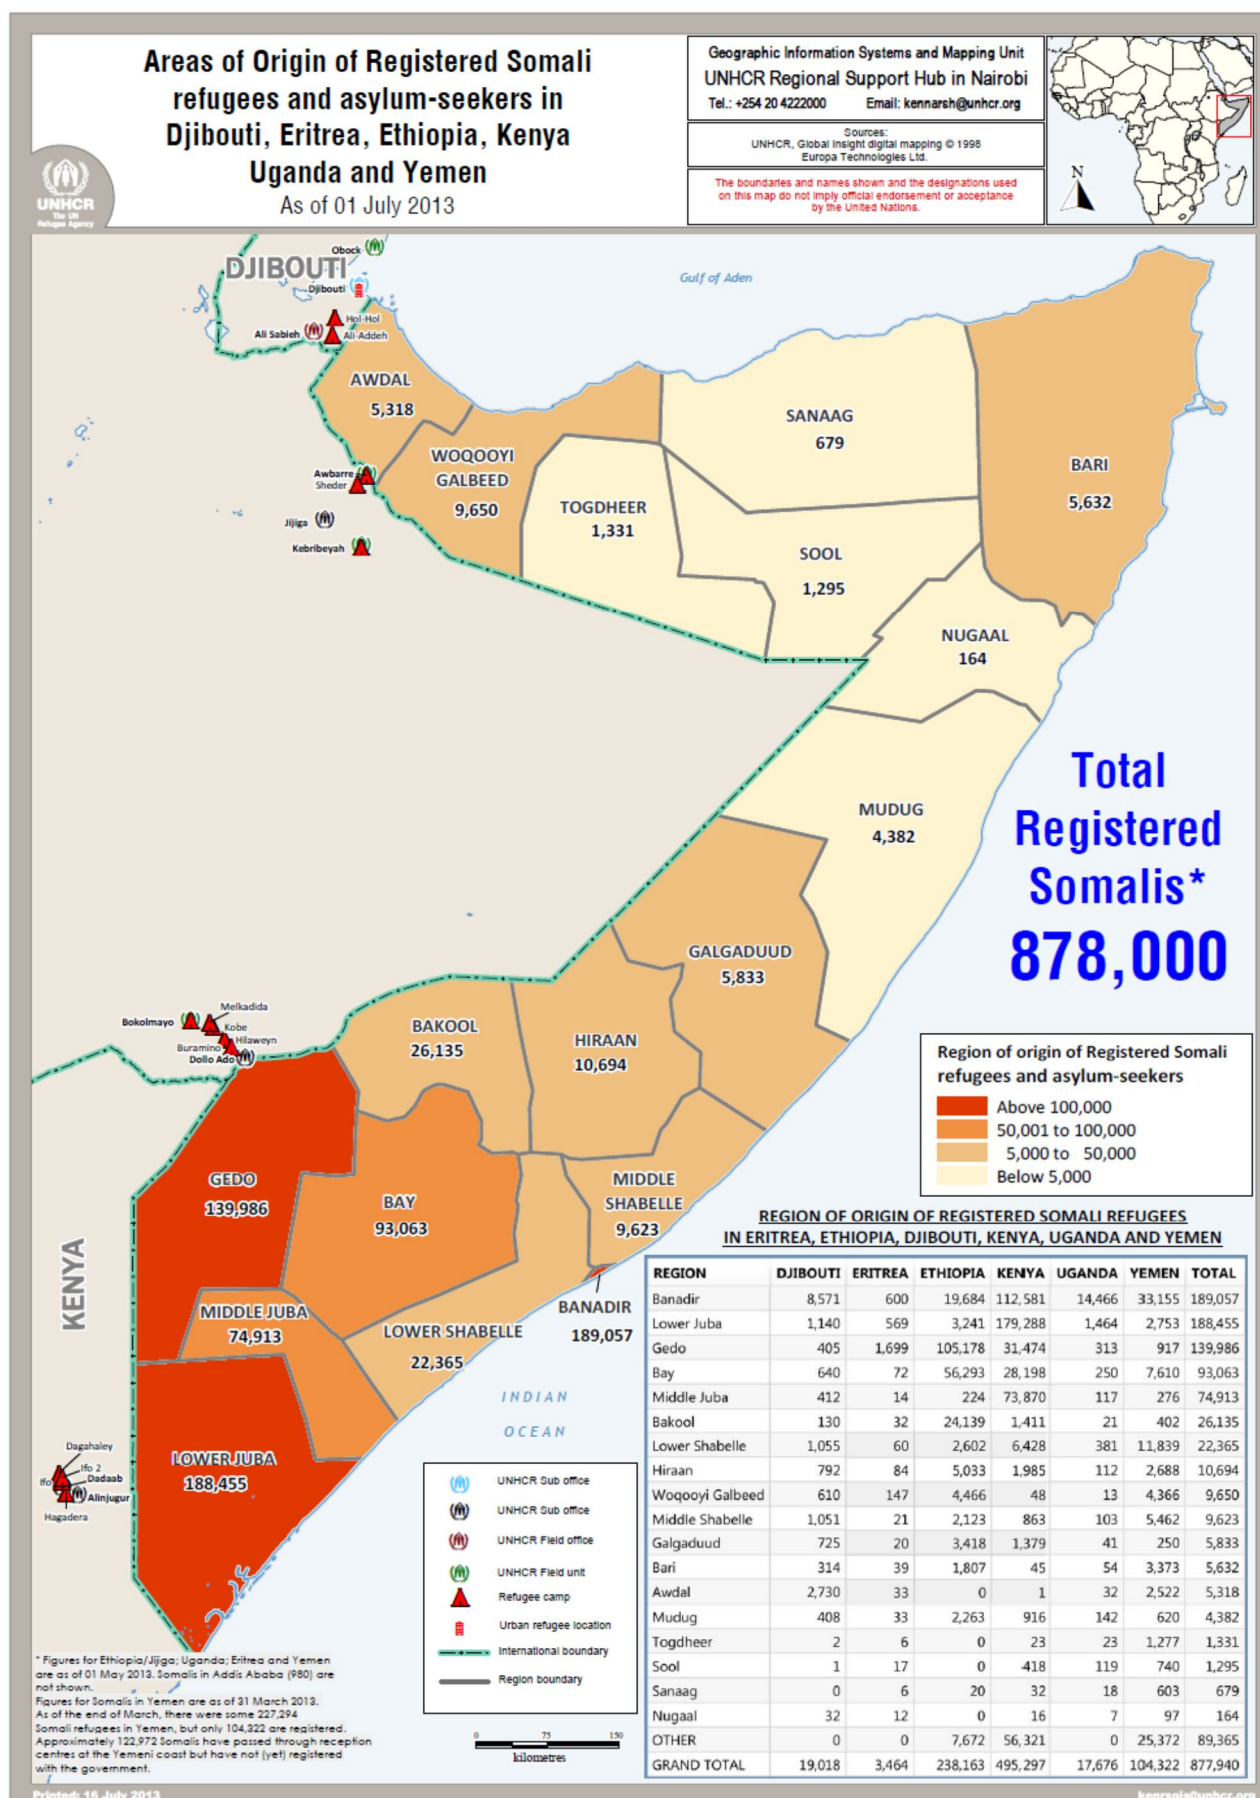 Areas of Origin of Registered Somali
refugees and asylum-seekers in
Djibouti, Eritrea, Ethiopia, Kenya
Uganda and Yemen
As of 01 July 2013
UNHCR
The UN
Refugee Agency
Geographic Information Systems and Mapping Unit
UNHCR Regional Support Hub in Nairobi
Tel.: +254 20 4222000 Email: kennarsh@unhcr.org
Sources:
UNHCR, Global Insight digital mapping © 1998
Europa Technologies Ltd.
The boundaries and names shown and the designations used
on this map do not imply official endorsement or acceptance
by the United Nations.
N
Obock
DJIBOUTI
Djibouti
Hol-Hol
Ali Sabieh
Ali-Addeh
Gulf of Aden
AWDAL
5,318
WOQOOYI
GALBEED
9,650
SANAAG
679
BARI
5,632
Awbarre
Sheder
Jijiga
Kebribeyah
TOGDHEER
1,331
SOOL
1,295
NUGAAL
164
MUDUG
4,382
Total
Registered
Somalis*
878,000
GALGADUUD
5,833
Melkadida
Bokolmayo
Kobe
Hilaweyn
Buramino
Dollo Ado
BAKOOL
26,135
HIRAAN
10,694
Region of origin of Registered Somali
refugees and asylum-seekers
Above 100,000
50,001 to 100,000
5,000 to 50,000
Below 5,000
GEDO
139,986
BAY
93,063
MIDDLE
SHABELLE
9,623
KENYA
MIDDLE JUBA
74,913
LOWER SHABELLE
22,365
BANADIR
189,057
INDIAN
OCEAN
LOWER JUBA
188,455
Dagahaley
Ifo 2
Ifo
Dadaab
Alinjugur
Hagadera
REGION OF ORIGIN OF REGISTERED SOMALI REFUGEES
IN ERITREA, ETHIOPIA, DJIBOUTI, KENYA, UGANDA AND YEMEN
REGION DJIBOUTI ERITREA ETHIOPIA KENYA UGANDA YEMEN TOTAL
Banadir 8,571 600 19,684 112,581 14,466 33,155 189,057
Lower Juba 1,140 569 3,241 179,288 1,464 2,753 188,455
Gedo 405 1,699 105,178 31,474 313 917 139,986
Bay 640 72 56,293 28,198 250 7,610 93,063
Middle Juba 412 14 224 73,870 117 276 74,913
Bakool 130 32 24,139 1,411 21 402 26,135
Lower Shabelle 1,055 60 2,602 6,428 381 11,839 22,365
Hiraan 792 84 5,033 1,985 112 2,688 10,694
Woqooyi Galbeed 610 147 4,466 48 13 4,366 9,650
Middle Shabelle 1,051 21 2,123 863 103 5,462 9,623
Galgaduud 725 20 3,418 1,379 41 250 5,833
Bari 314 39 1,807 45 54 3,373 5,632
Awdal 2,730 33 0 1 32 2,522 5,318
Mudug 408 33 2,263 916 142 620 4,382
Togdheer 2 6 0 23 23 1,277 1,331
Sool 1 17 0 418 119 740 1,295
Sanaag 0 6 20 32 18 603 679
Nugaal 32 12 0 16 7 97 164
OTHER 0 0 7,672 56,321 0 25,372 89,365
GRAND TOTAL 19,018 3,464 238,163 495,297 17,676 104,322 877,940
UNHCR Sub office
UNHCR Sub office
UNHCR Field office
UNHCR Field unit
Refugee camp
Urban refugee location
International boundary
Region boundary
0 75 150
kilometres
* Figures for Ethiopia/Jijiga; Uganda; Eritrea and Yemen
are as of 01 May 2013. Somalis in Addis Ababa (980) are
not shown.
Figures for Somalis in Yemen are as of 31 March 2013.
As of the end of March, there were some 227,294
Somali refugees in Yemen, but only 104,322 are registered.
Approximately 122,972 Somalis have passed through reception
centres at the Yemeni coast but have not (yet) registered
with the government.
Printed: 16 July 2013